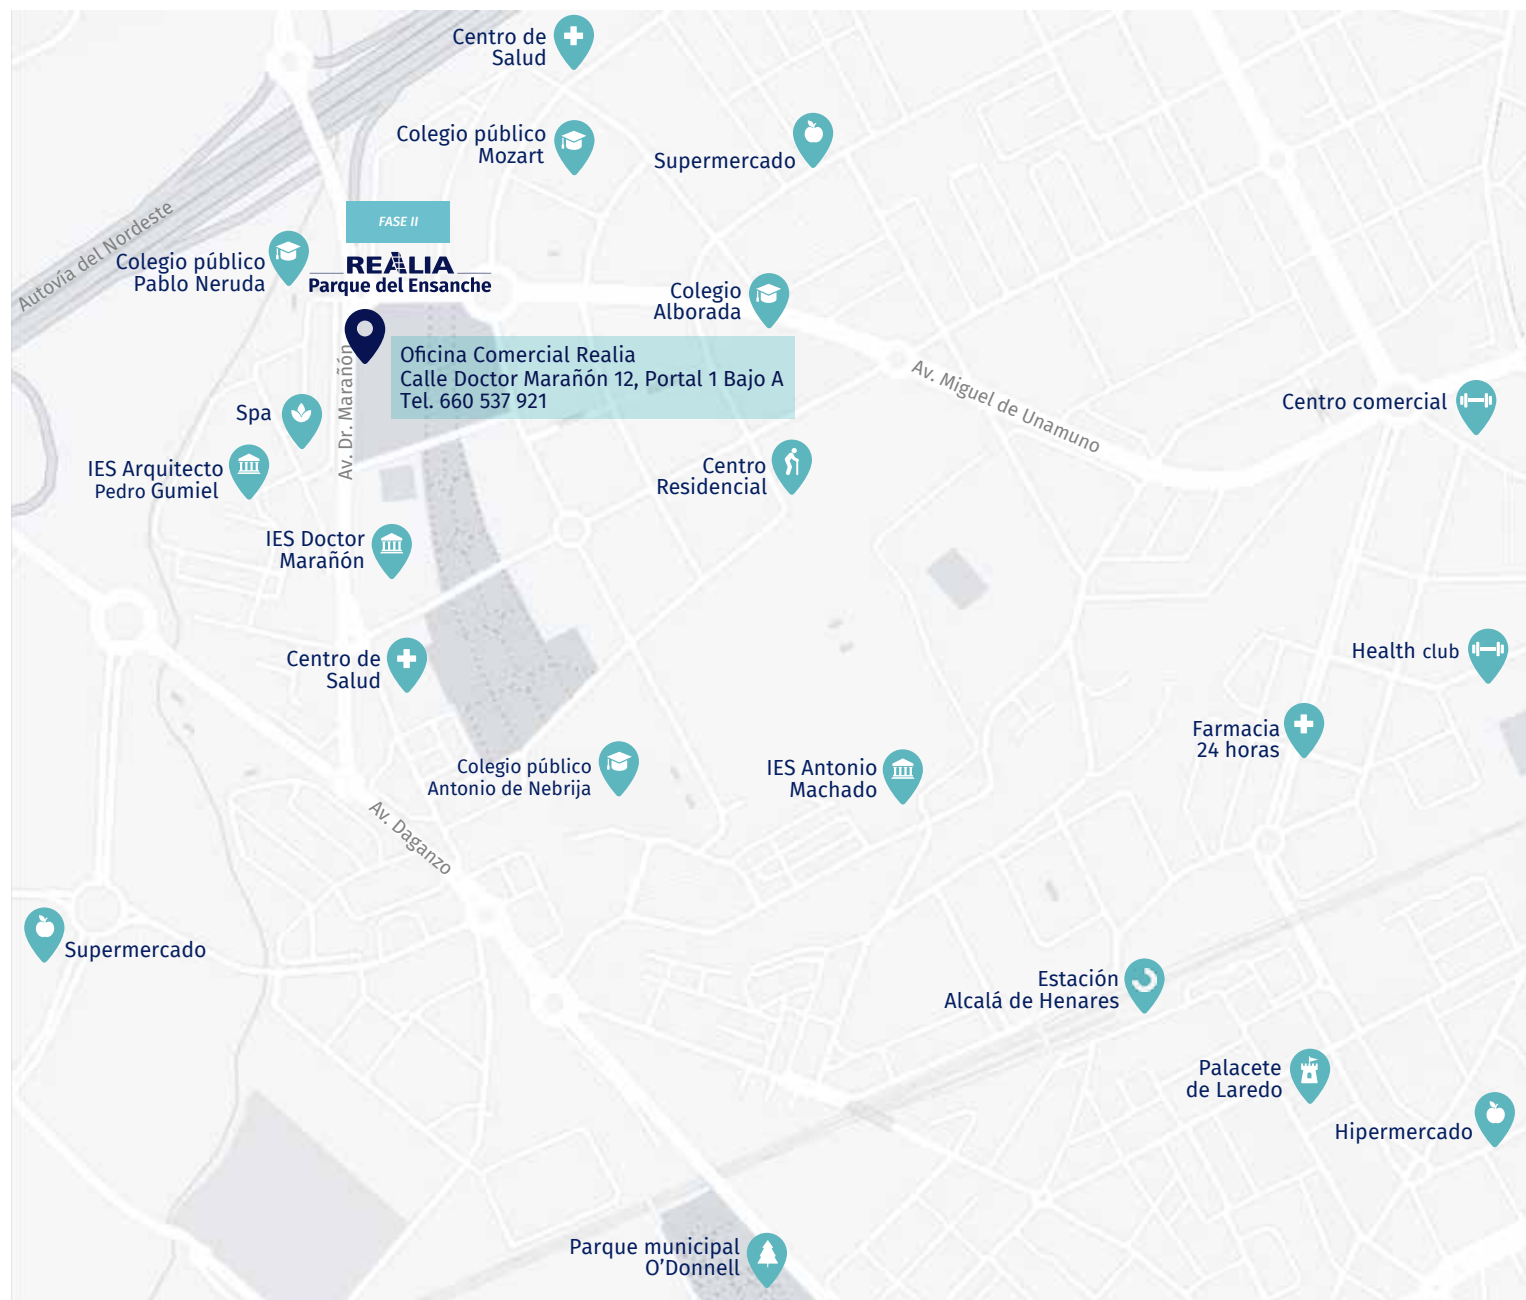 Centro de
Salud
Colegio público
Mozart
Supermercado
FASE II
REALIA
Parque del Ensanche
Autovía del Nordeste
Colegio público
Pablo Neruda
Colegio
Alborada
Oficina Comercial Realia
Calle Doctor Marañón 12, Portal 1 Bajo A
Tel. 660 537 921
Av. Dr. Marañón
Av. Miguel de Unamuno
Centro comercial
Spa
IES Arquitecto
Pedro Gumiel
Centro
Residencial
IES Doctor
Marañón
Centro de
Salud
Health club
Farmacia
24 horas
Colegio público
Antonio de Nebrija
IES Antonio
Machado
Av. Daganzo
Supermercado
Estación
Alcalá de Henares
Palacete
de Laredo
Hipermercado
Parque municipal
O’Donnell